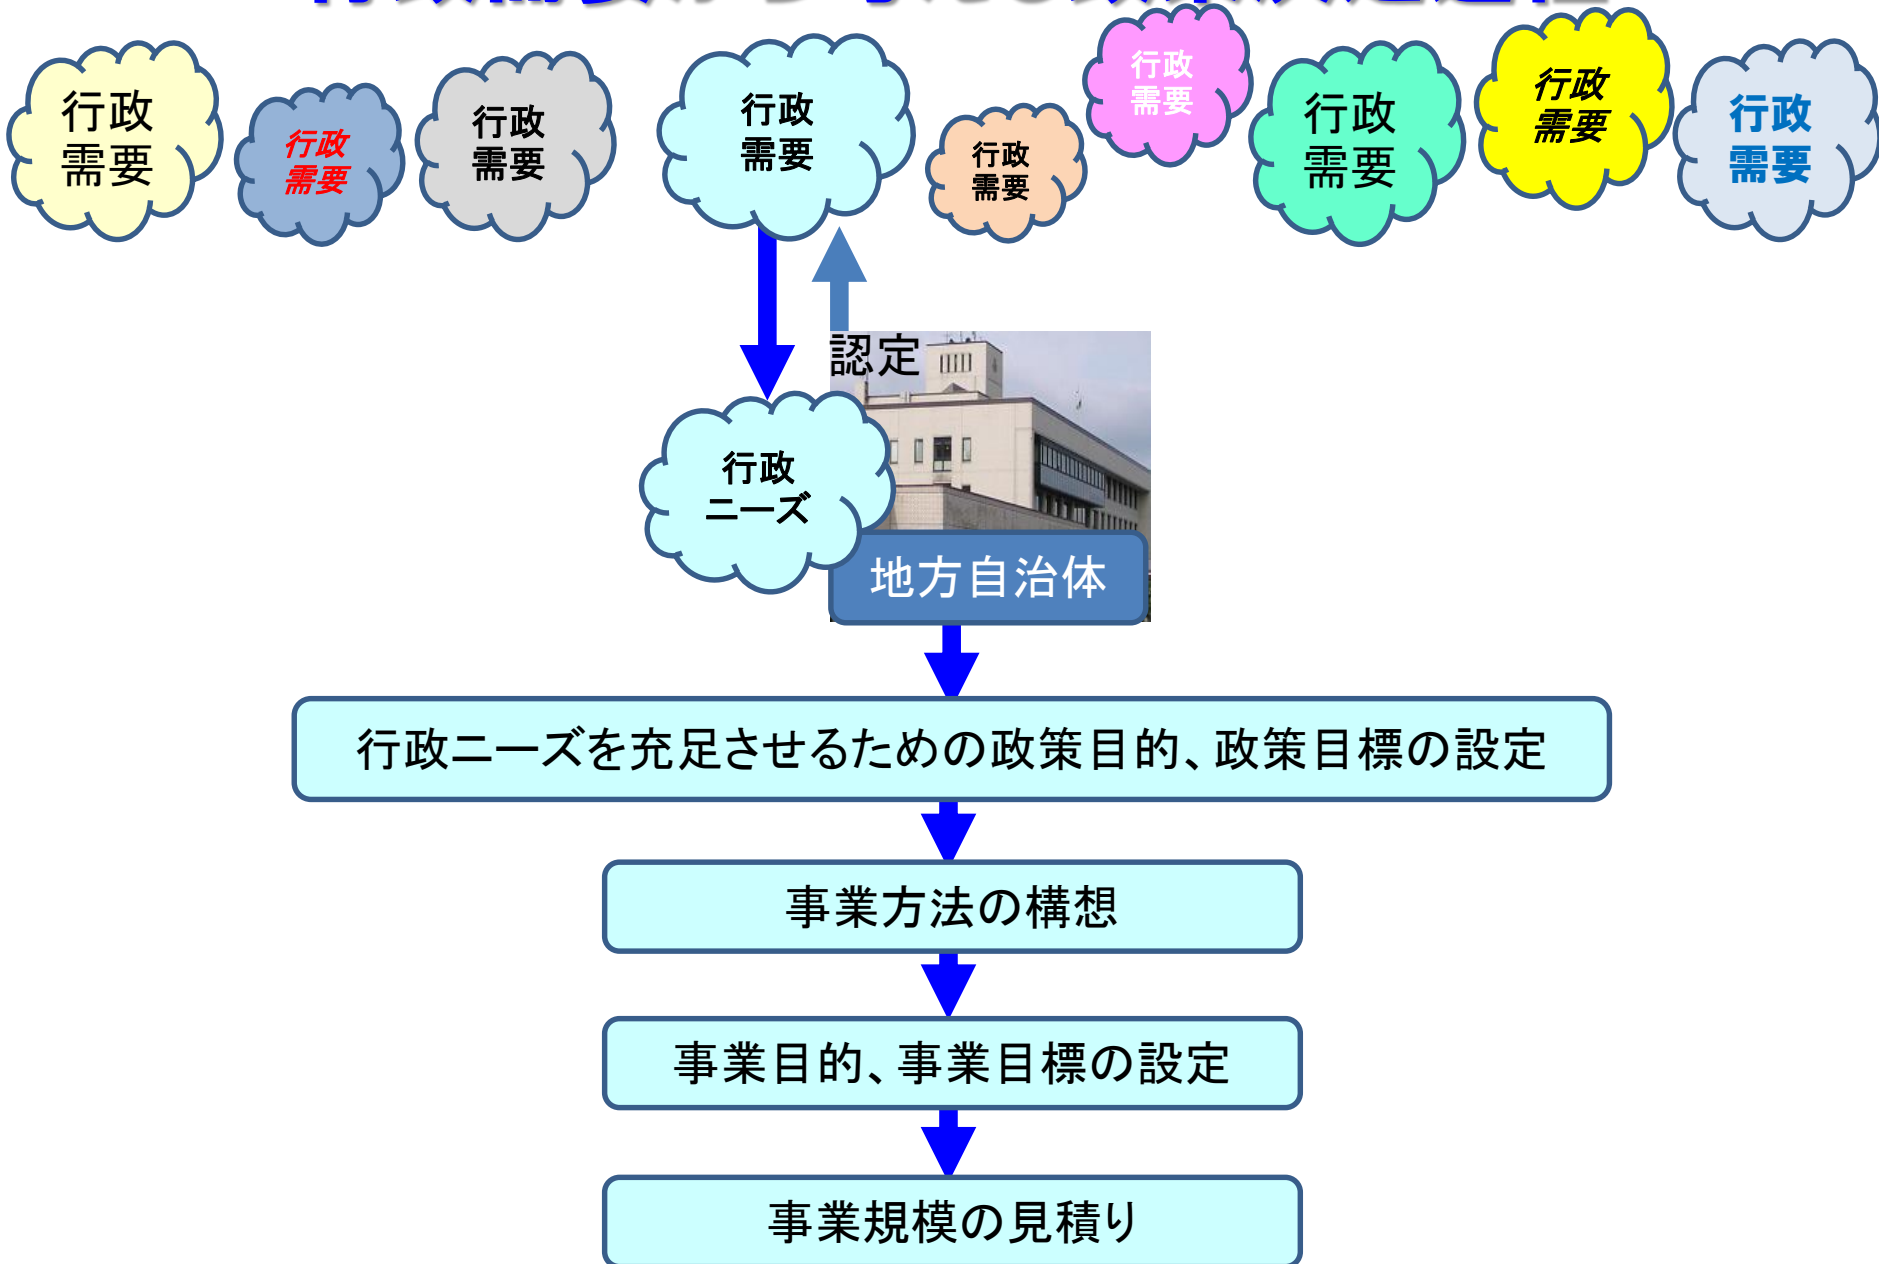 行政
需要
行政
需要
行政
需要
行政
需要
行政
需要
行政
需要
行政
需要
行政
需要
行政
需要
認定
行政
ニーズ
地方自治体
行政ニーズを充足させるための政策目的、政策目標の設定
事業方法の構想
事業目的、事業目標の設定
事業規模の見積り